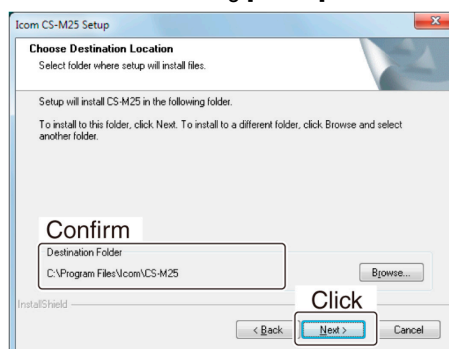 Icom CS-M25 Setup
Choose Destination Location
Select folder where setup will install files.
Setup will install CS-M25 in the following folder.
To install to this folder, click Next. To install to a different folder, click Browse and select
another folder.
Confirm
Destination Folder
C:\Program Files\Icom\CS-M25
Browse...
InstallShield
Click
< Back
Next >
Cancel